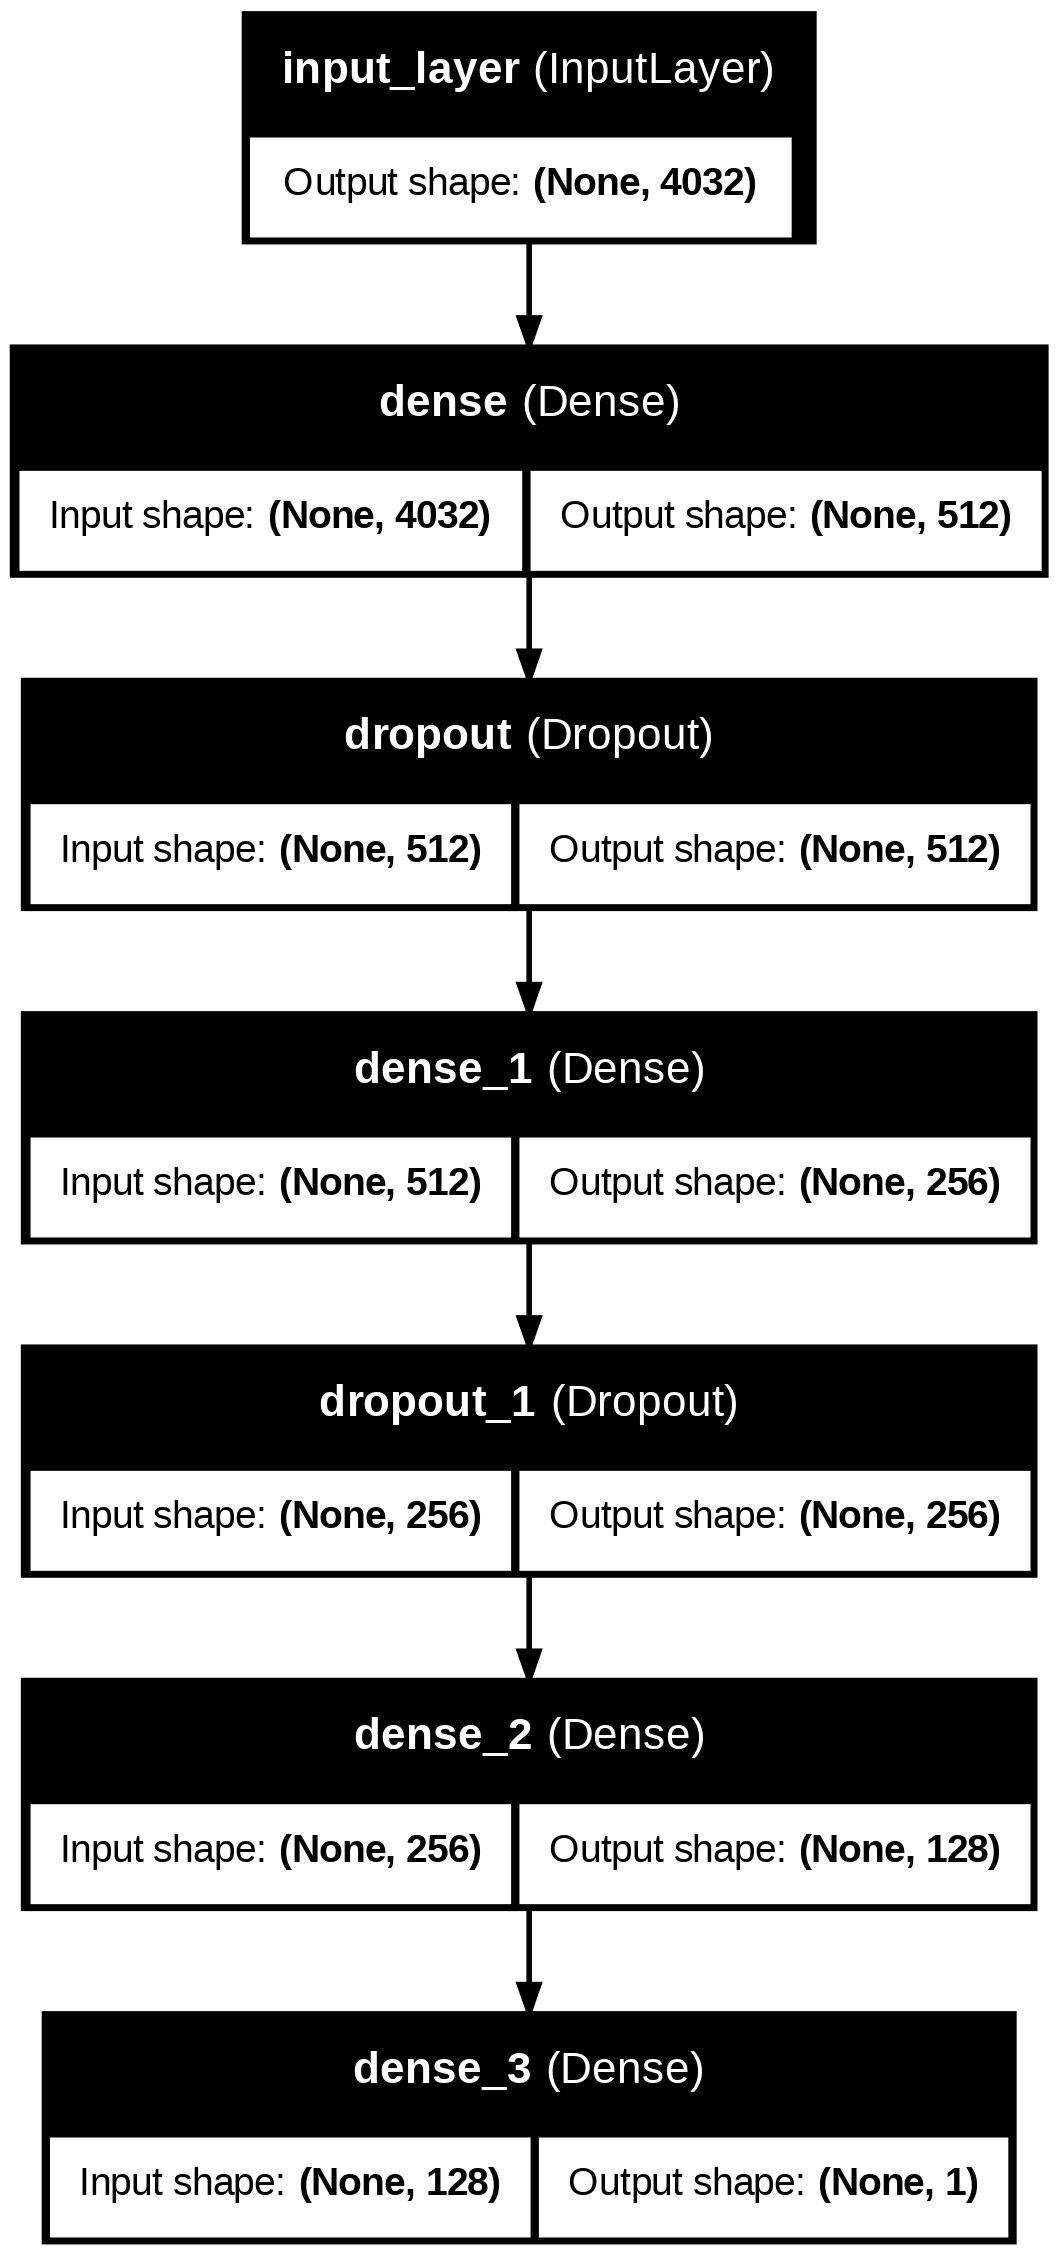 input_layer (InputLayer)
Output shape: (None, 4032)
dense (Dense)
Input shape: (None, 4032) Output shape: (None, 512)
dropout (Dropout)
Input shape: (None, 512) Output shape: (None, 512)
dense_1 (Dense)
Input shape: (None, 512) Output shape: (None, 256)
dropout_1 (Dropout)
Input shape: (None, 256) Output shape: (None, 256)
dense_2 (Dense)
Input shape: (None, 256) Output shape: (None, 128)
dense_3 (Dense)
Input shape: (None, 128) Output shape: (None, 1)